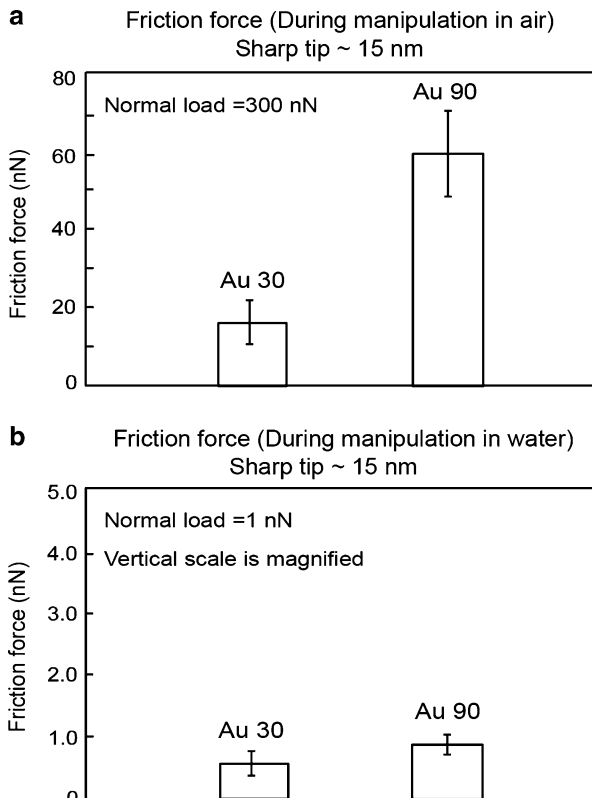 a
Friction force (During manipulation in air)
Sharp tip ~ 15 nm
Friction force (nN)
80
60
40
20
0
Normal load =300 nN
Au 30
Au 90
b
Friction force (During manipulation in water)
Sharp tip ~ 15 nm
Friction force (nN)
5.0
4.0
3.0
2.0
1.0
0
Normal load =1 nN
Vertical scale is magnified
Au 30
Au 90